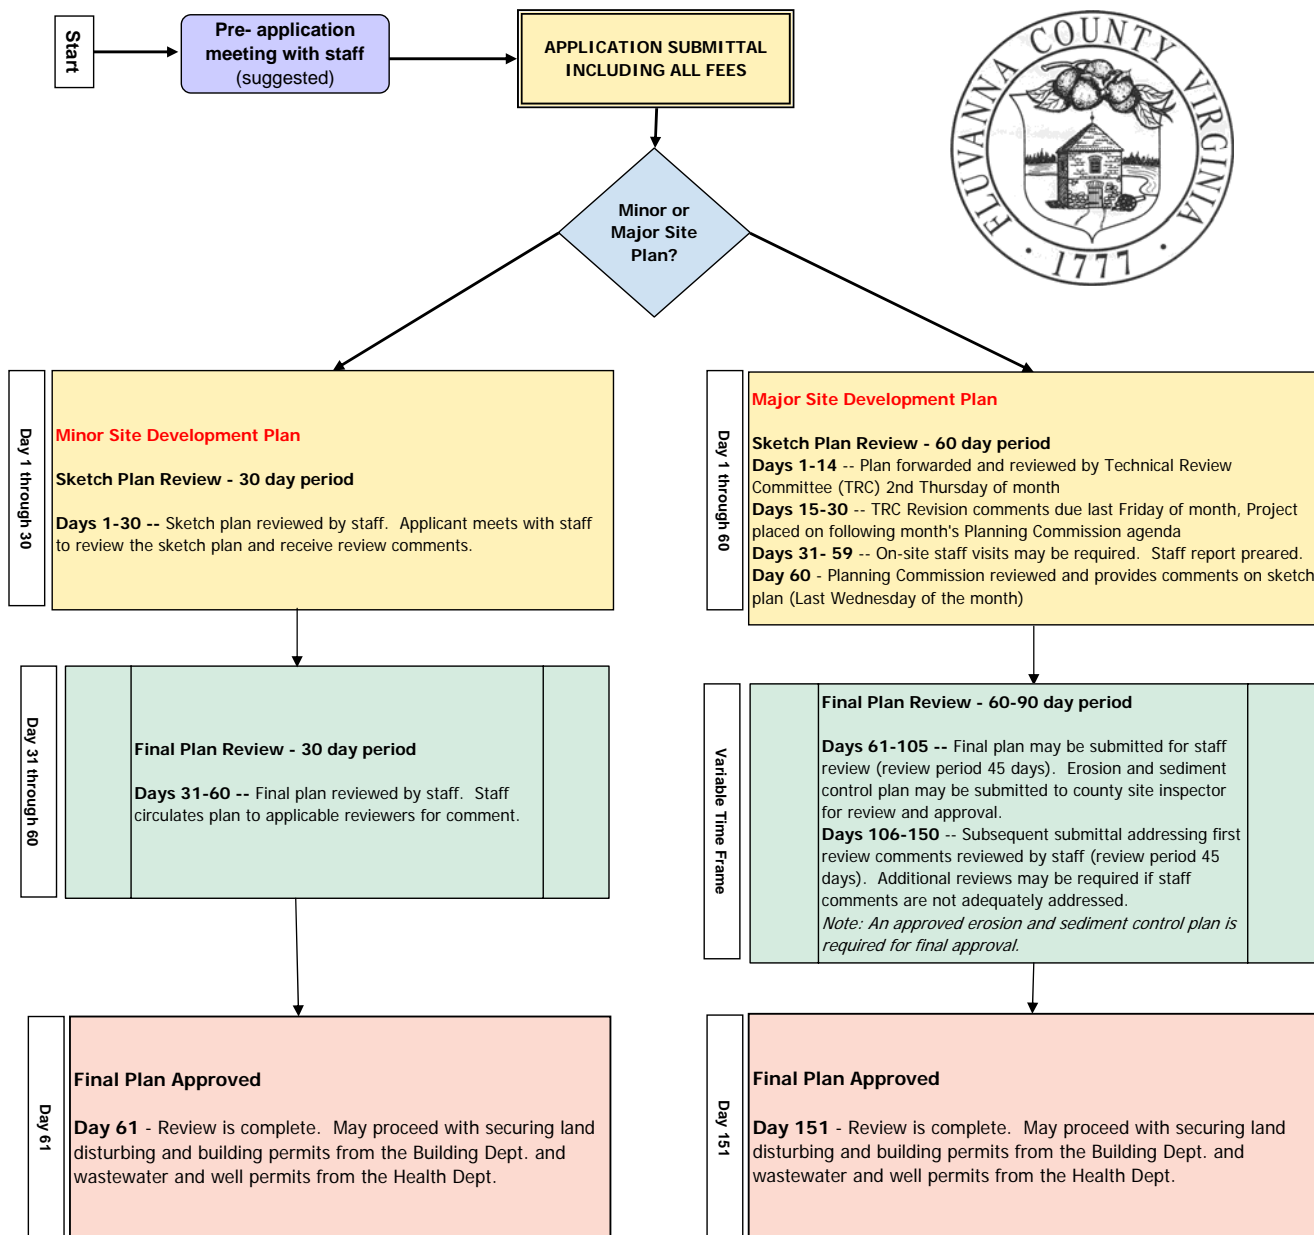 Start
Pre- application
meeting with staff
(suggested)
APPLICATION SUBMITTAL
INCLUDING ALL FEES
FLUVANNA COUNTY VIRGINIA
· 1777 ·
Minor or
Major Site
Plan?
Day 1 through 30
Minor Site Development Plan
Sketch Plan Review - 30 day period
Days 1-30 -- Sketch plan reviewed by staff. Applicant meets with staff
to review the sketch plan and receive review comments.
Day 31 through 60
Final Plan Review - 30 day period
Days 31-60 -- Final plan reviewed by staff. Staff
circulates plan to applicable reviewers for comment.
Day 61
Final Plan Approved
Day 61 - Review is complete. May proceed with securing land
disturbing and building permits from the Building Dept. and
wastewater and well permits from the Health Dept.
Day 1 through 60
Major Site Development Plan
Sketch Plan Review - 60 day period
Days 1-14 -- Plan forwarded and reviewed by Technical Review
Committee (TRC) 2nd Thursday of month
Days 15-30 -- TRC Revision comments due last Friday of month, Project
placed on following month's Planning Commission agenda
Days 31- 59 -- On-site staff visits may be required. Staff report preared.
Day 60 - Planning Commission reviewed and provides comments on sketch
plan (Last Wednesday of the month)
Variable Time Frame
Final Plan Review - 60-90 day period
Days 61-105 -- Final plan may be submitted for staff
review (review period 45 days). Erosion and sediment
control plan may be submitted to county site inspector
for review and approval.
Days 106-150 -- Subsequent submittal addressing first
review comments reviewed by staff (review period 45
days). Additional reviews may be required if staff
comments are not adequately addressed.
Note: An approved erosion and sediment control plan is
required for final approval.
Day 151
Final Plan Approved
Day 151 - Review is complete. May proceed with securing land
disturbing and building permits from the Building Dept. and
wastewater and well permits from the Health Dept.